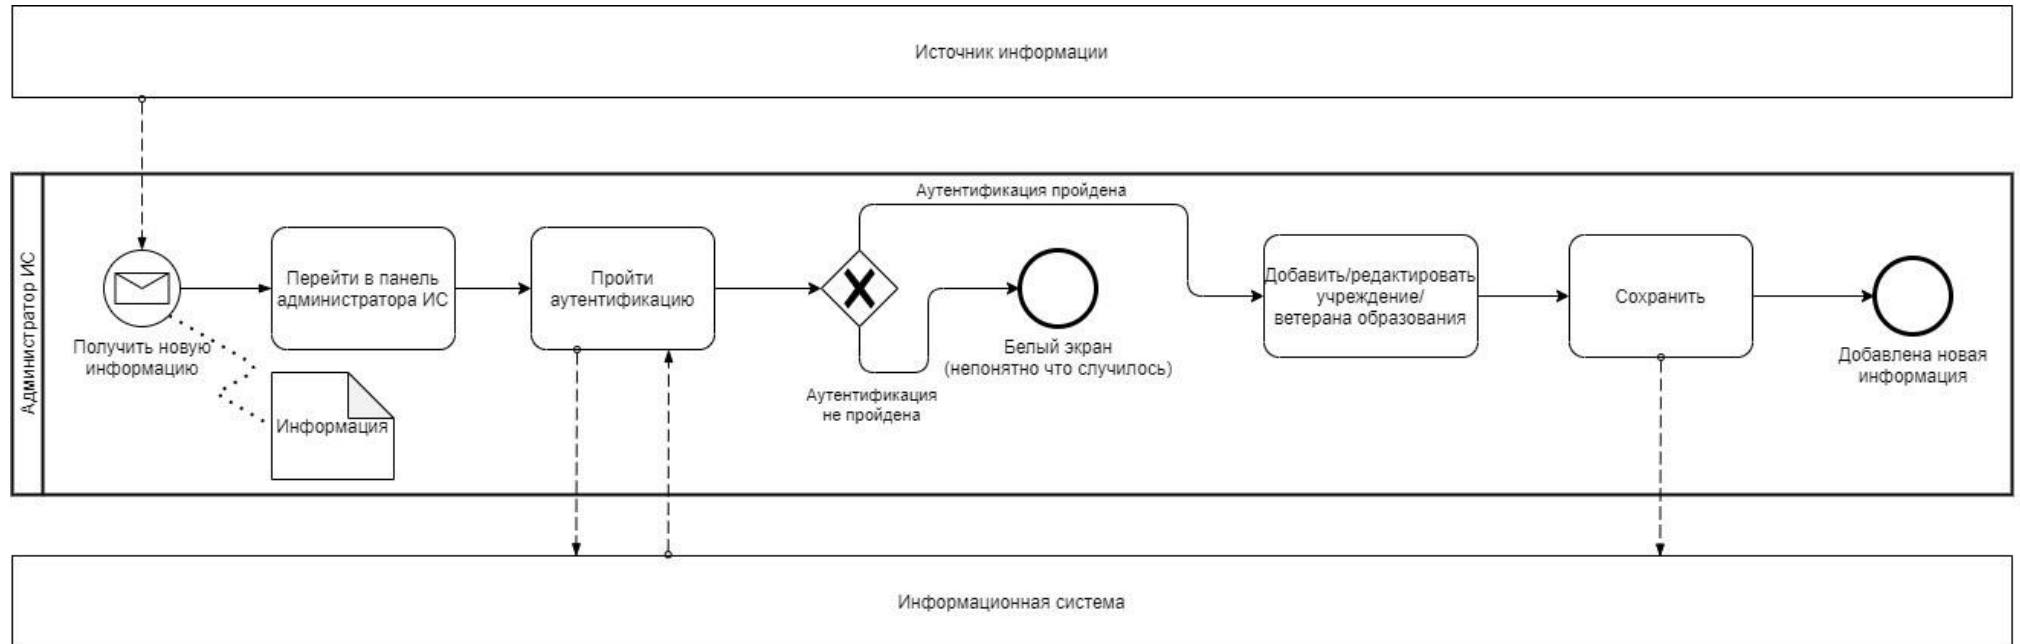 Источник информации
Администратор ИС
Аутентификация пройдена
Перейти в панель
администратора ИС
Пройти
аутентификацию
Добавить/редактировать
учреждение/
ветерана образования
Сохранить
Получить новую
информацию
Белый экран
(непонятно что случилось)
Добавлена новая
информация
Аутентификация
не пройдена
Информация
Информационная система